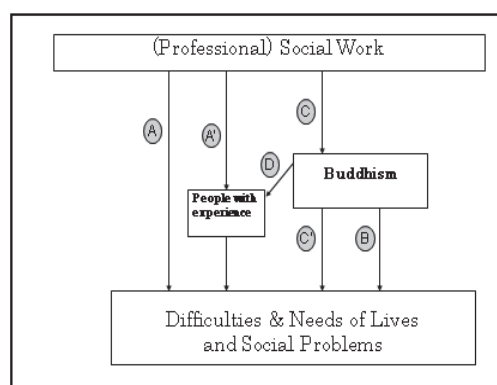 (Professional) Social Work
A
A'
C
D
Buddhism
People with
experience
C'
B
Difficulties & Needs of Lives
and Social Problems